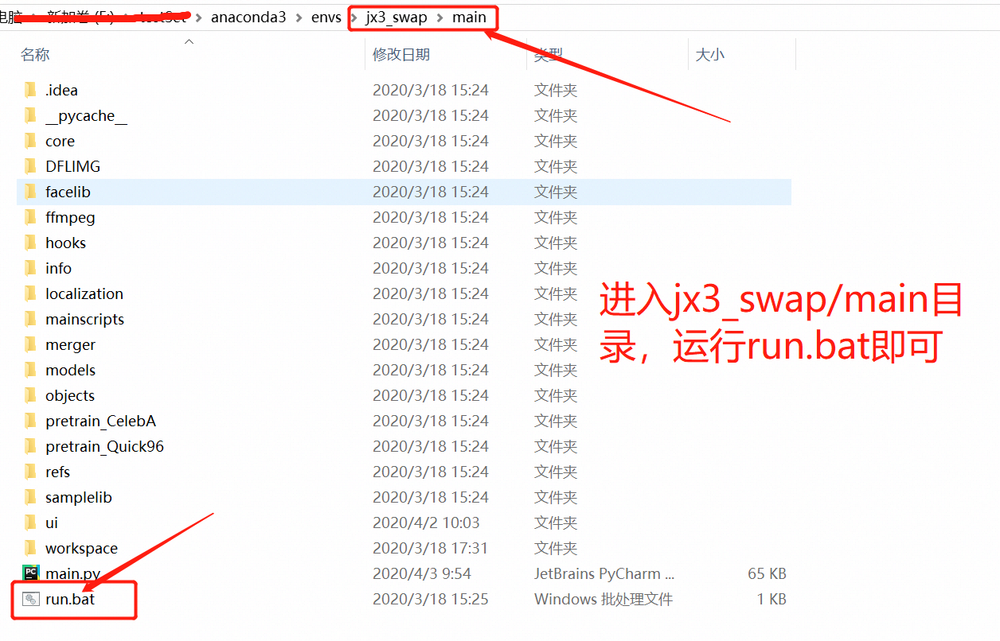 电脑 > 新加卷 (F:) > testSet > anaconda3 > envs > jx3_swap > main
名称 修改日期 类型 大小
.idea 2020/3/18 15:24 文件夹
__pycache__ 2020/3/18 15:24 文件夹
core 2020/3/18 15:24 文件夹
DFLIMG 2020/3/18 15:24 文件夹
facelib 2020/3/18 15:24 文件夹
ffmpeg 2020/3/18 15:24 文件夹
hooks 2020/3/18 15:24 文件夹
info 2020/3/18 15:24 文件夹
localization 2020/3/18 15:24 文件夹
mainscripts 2020/3/18 15:24 文件夹
merger 2020/3/18 15:24 文件夹
models 2020/3/18 15:24 文件夹
objects 2020/3/18 15:24 文件夹
pretrain_CelebA 2020/3/18 15:24 文件夹
pretrain_Quick96 2020/3/18 15:24 文件夹
refs 2020/3/18 15:24 文件夹
samplelib 2020/3/18 15:24 文件夹
ui 2020/4/2 10:03 文件夹
workspace 2020/3/18 17:31 文件夹
main.py 2020/4/3 9:54 JetBrains PyCharm ... 65 KB
run.bat 2020/3/18 15:25 Windows 批处理文件 1 KB
进入jx3_swap/main目
录，运行run.bat即可